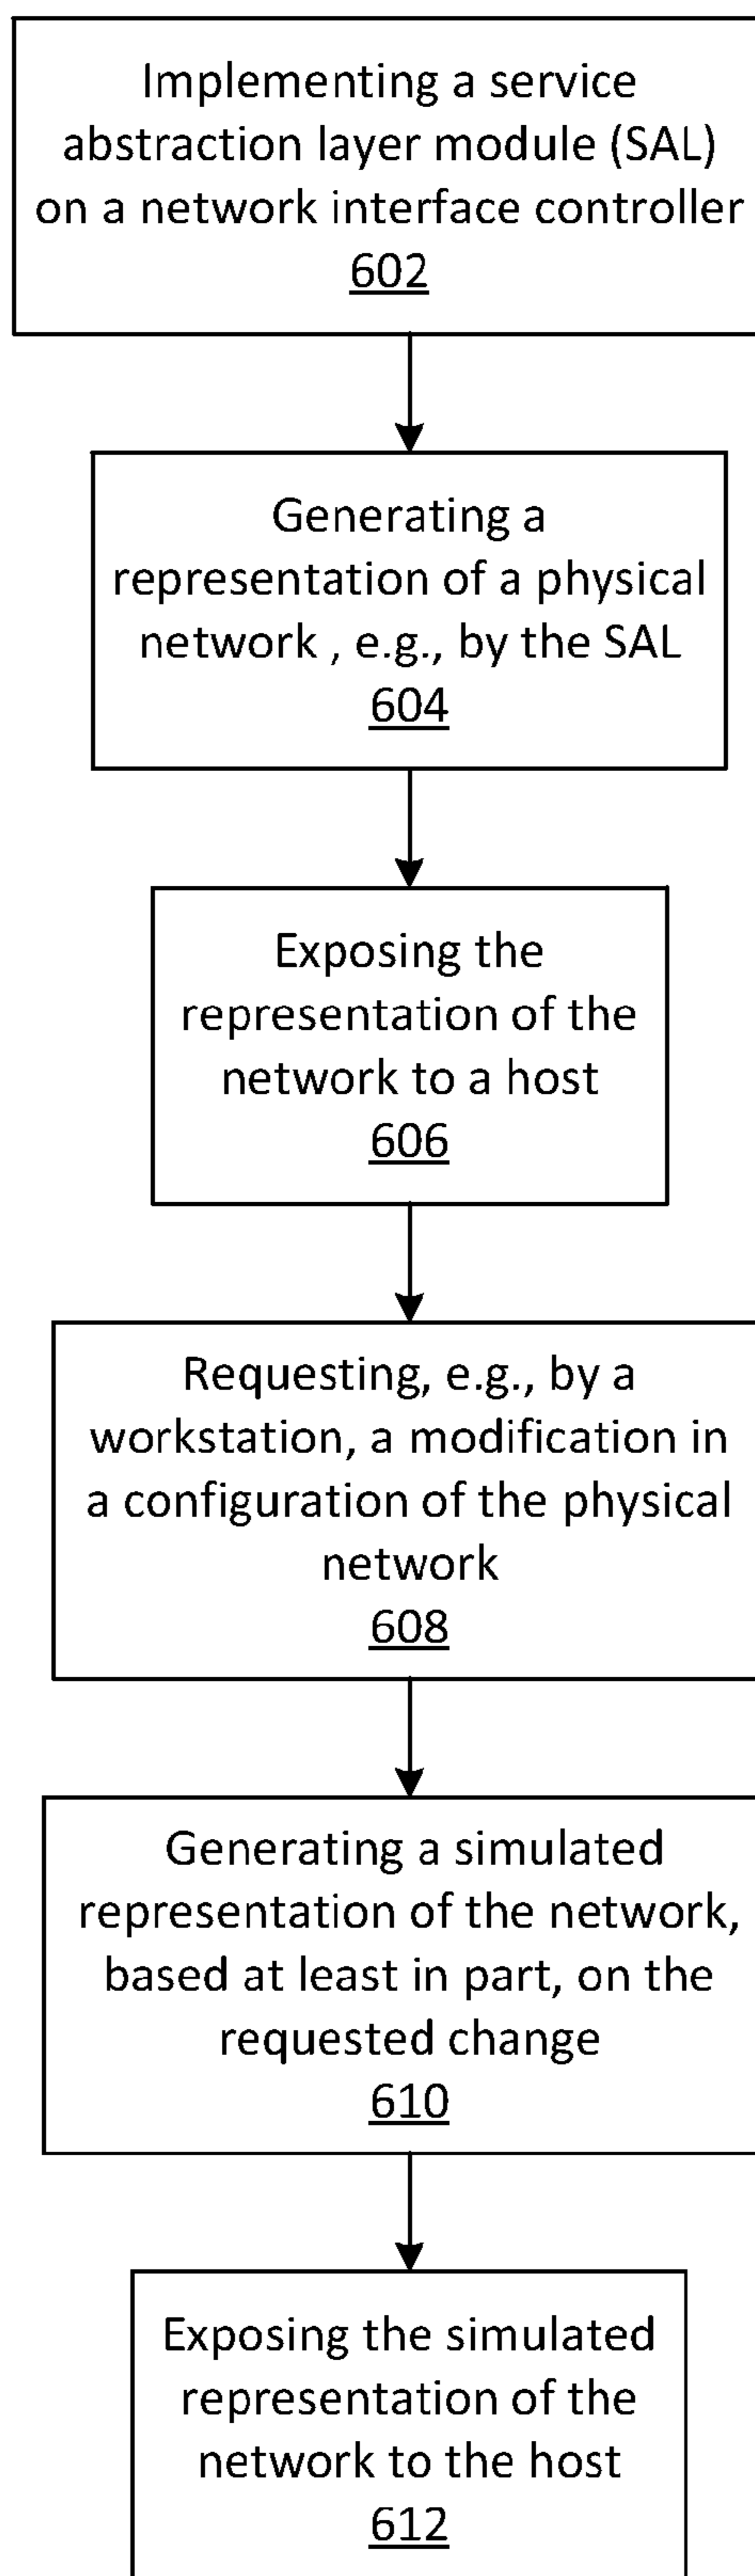 Implementing a service
abstraction layer module (SAL)
on a network interface controller
602
Generating a
representation of a physical
network , e.g., by the SAL
604
Exposing the
representation of the
network to a host
606
Requesting, e.g., by a
workstation, a modification in
a configuration of the physical
network
608
Generating a simulated
representation of the network,
based at least in part, on the
requested change
610
Exposing the simulated
representation of the
network to the host
612